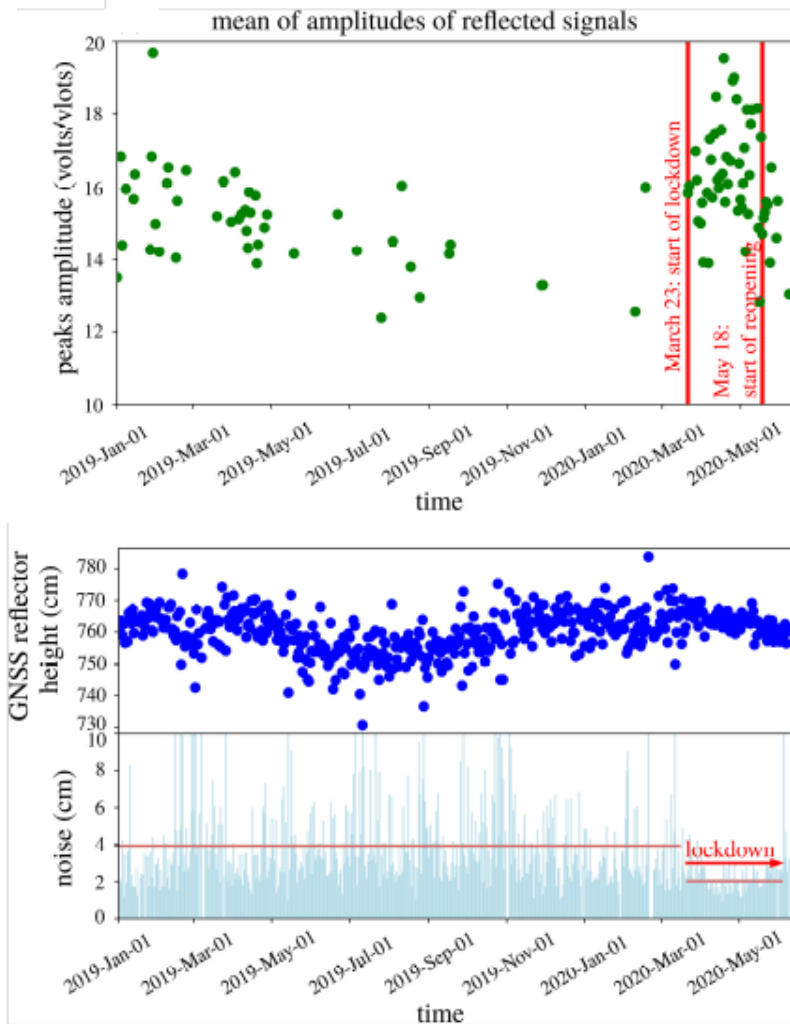 mean of amplitudes of reflected signals
peaks amplitude (volts/vlots)
20
18
16
14
12
10
March 23: start of lockdown
May 18:
start of reopening
2019-Jan-01
2019-Mar-01
2019-May-01
2019-Jul-01
2019-Sep-01
2019-Nov-01
2020-Jan-01
2020-Mar-01
2020-May-01
time
GNSS reflector
height (cm)
780
770
760
750
740
730
noise (cm)
10
8
6
4
2
0
lockdown
2019-Jan-01
2019-Mar-01
2019-May-01
2019-Jul-01
2019-Sep-01
2019-Nov-01
2020-Jan-01
2020-Mar-01
2020-May-01
time